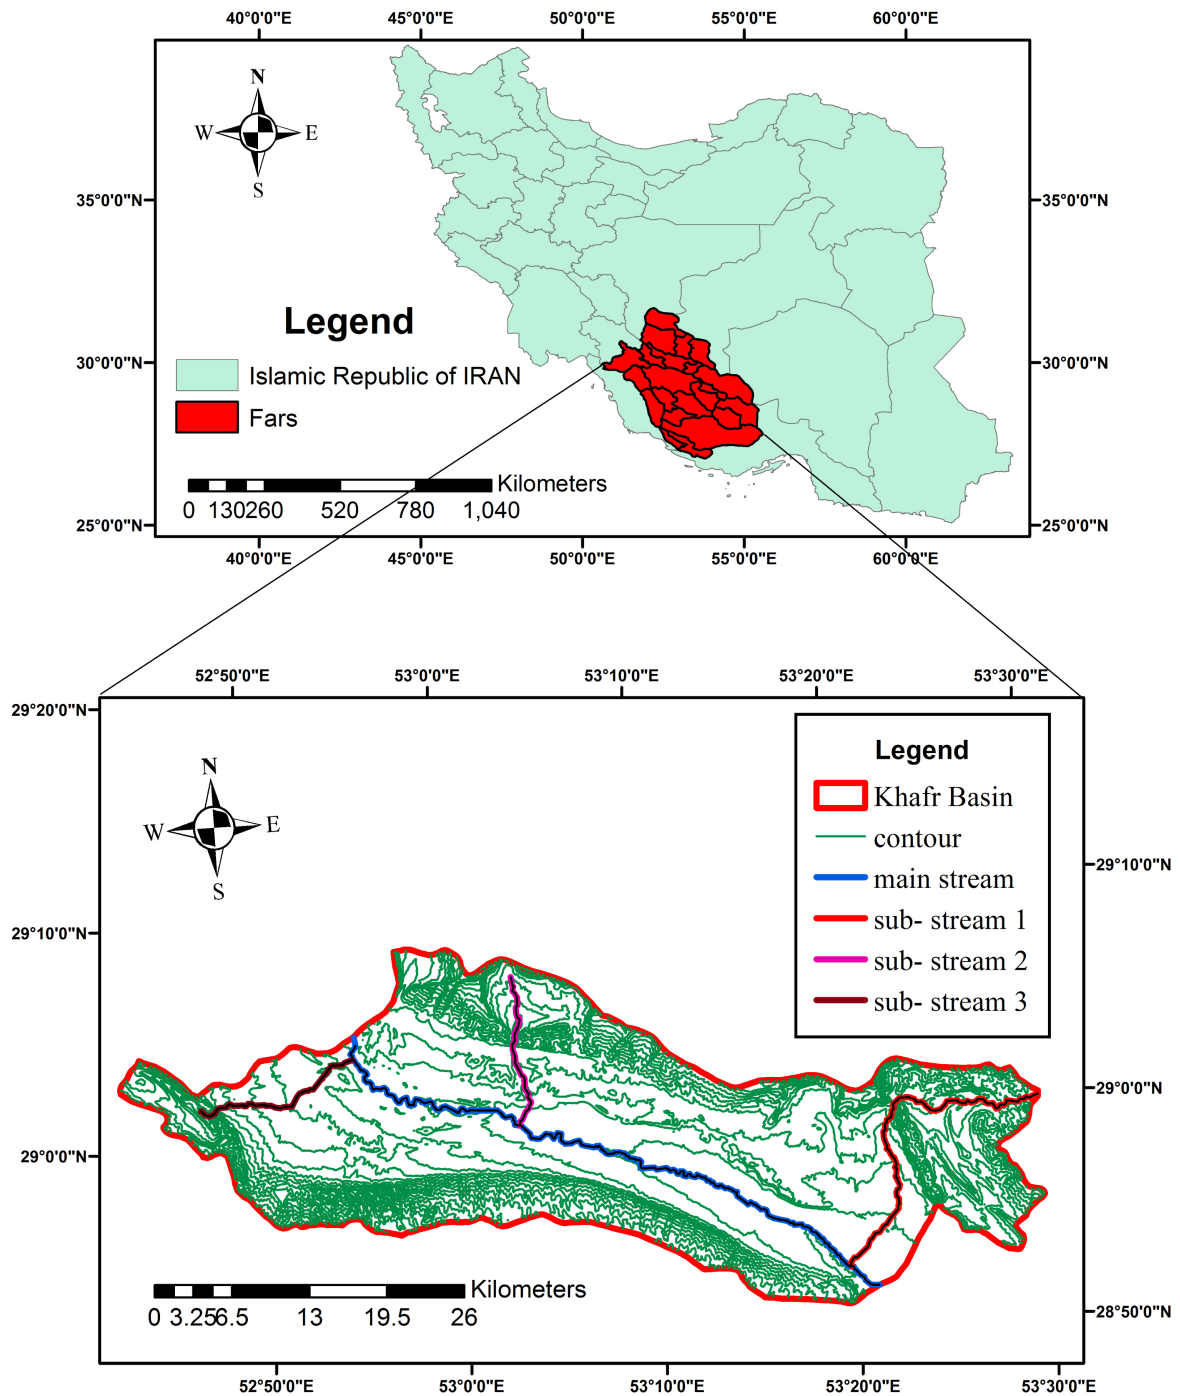 40°0'0"E 45°0'0"E 50°0'0"E 55°0'0"E 60°0'0"E
N
W E
S
35°0'0"N 35°0'0"N
Legend
30°0'0"N 30°0'0"N
Islamic Republic of IRAN
Fars
Kilometers
0 130260 520 780 1,040
25°0'0"N 25°0'0"N
40°0'0"E 45°0'0"E 50°0'0"E 55°0'0"E 60°0'0"E
52°50'0"E 53°0'0"E 53°10'0"E 53°20'0"E 53°30'0"E
29°20'0"N
Legend
N
Khafr Basin
W E
contour
29°10'0"N
main stream
S
sub- stream 1
29°10'0"N
sub- stream 2
sub- stream 3
29°0'0"N
29°0'0"N
Kilometers
0 3.256.5 13 19.5 26
28°50'0"N
52°50'0"E 53°0'0"E 53°10'0"E 53°20'0"E 53°30'0"E